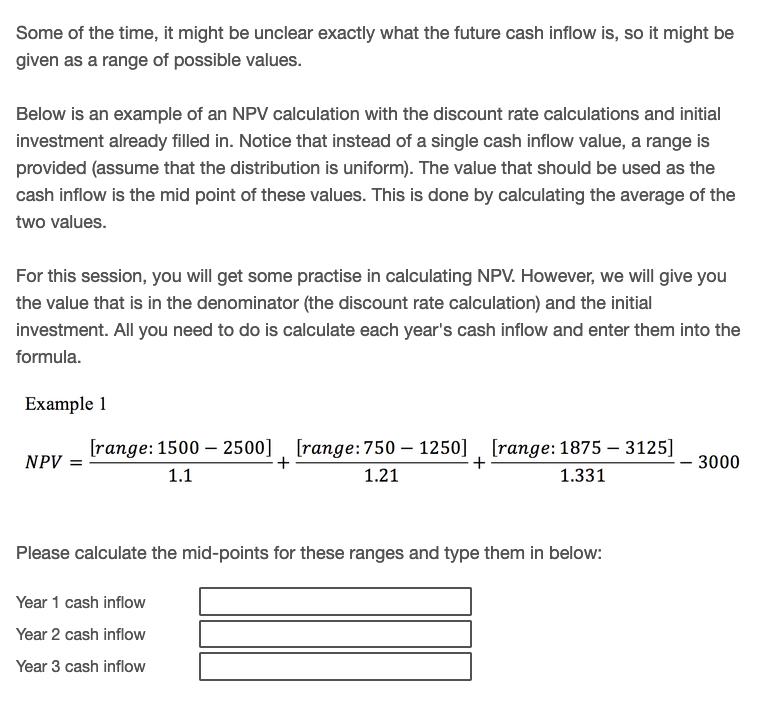 Some of the time, it might be unclear exactly what the future cash inflow is, so it might be
given as a range of possible values.
Below is an example of an NPV calculation with the discount rate calculations and initial
investment already filled in. Notice that instead of a single cash inflow value, a range is
provided (assume that the distribution is uniform). The value that should be used as the
cash inflow is the mid point of these values. This is done by calculating the average of the
two values.
For this session, you will get some practise in calculating NPV. However, we will give you
the value that is in the denominator (the discount rate calculation) and the initial
investment. All you need to do is calculate each year's cash inflow and enter them into the
formula.
Example 1
NPV = [range: 1500 – 2500] / 1.1 + [range: 750 – 1250] / 1.21 + [range: 1875 – 3125] / 1.331 – 3000
Please calculate the mid-points for these ranges and type them in below:
Year 1 cash inflow
Year 2 cash inflow
Year 3 cash inflow